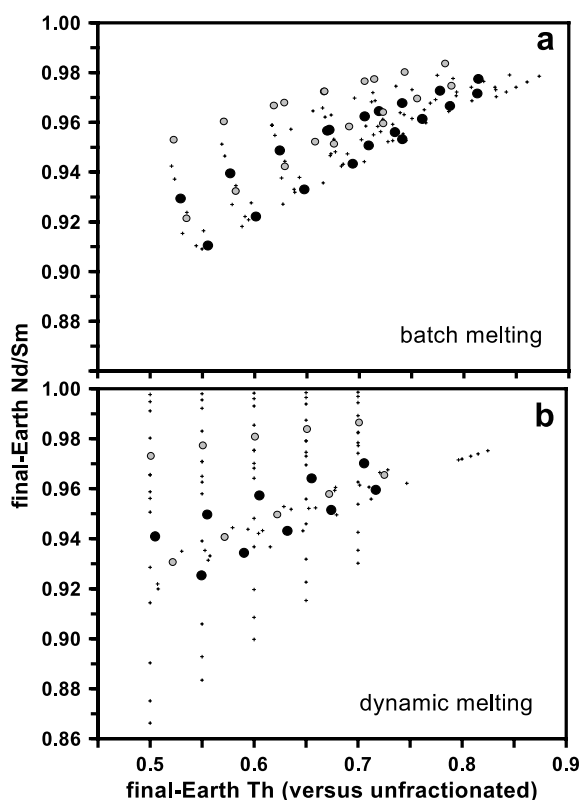 1.00
a
0.98
0.96
0.94
0.92
0.90
0.88
batch melting
final-Earth Nd/Sm
1.00
b
0.98
0.96
0.94
0.92
0.90
0.88
dynamic melting
0.86
0.5 0.6 0.7 0.8 0.9
final-Earth Th (versus unfractionated)